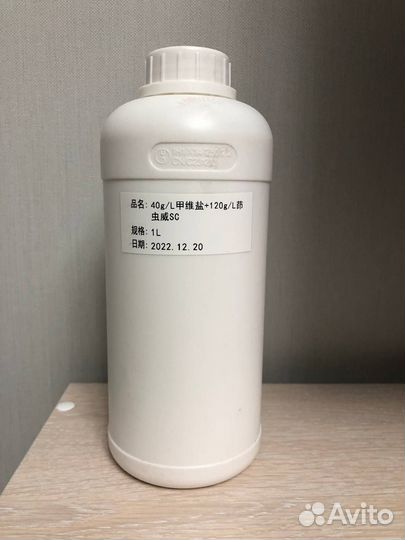 品名: 40g/L甲维盐+120g/L茚
虫威SC
规格: 1L
日期: 2022.12.20
Avito